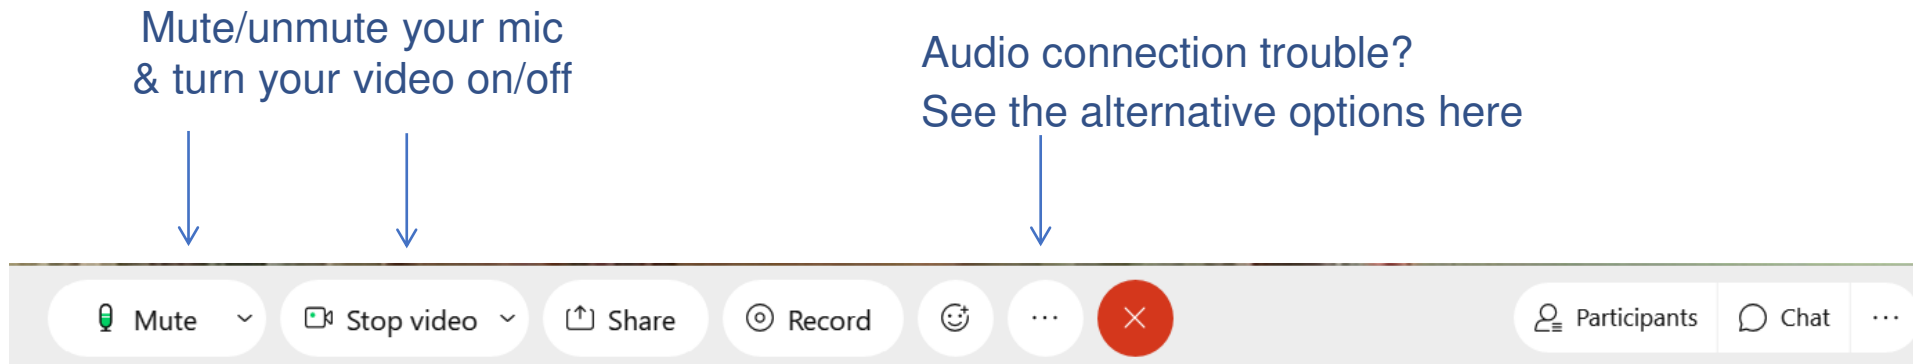 Mute/unmute your mic
& turn your video on/off
Audio connection trouble?
See the alternative options here
Mute
Stop video
Share
Record
Participants
Chat